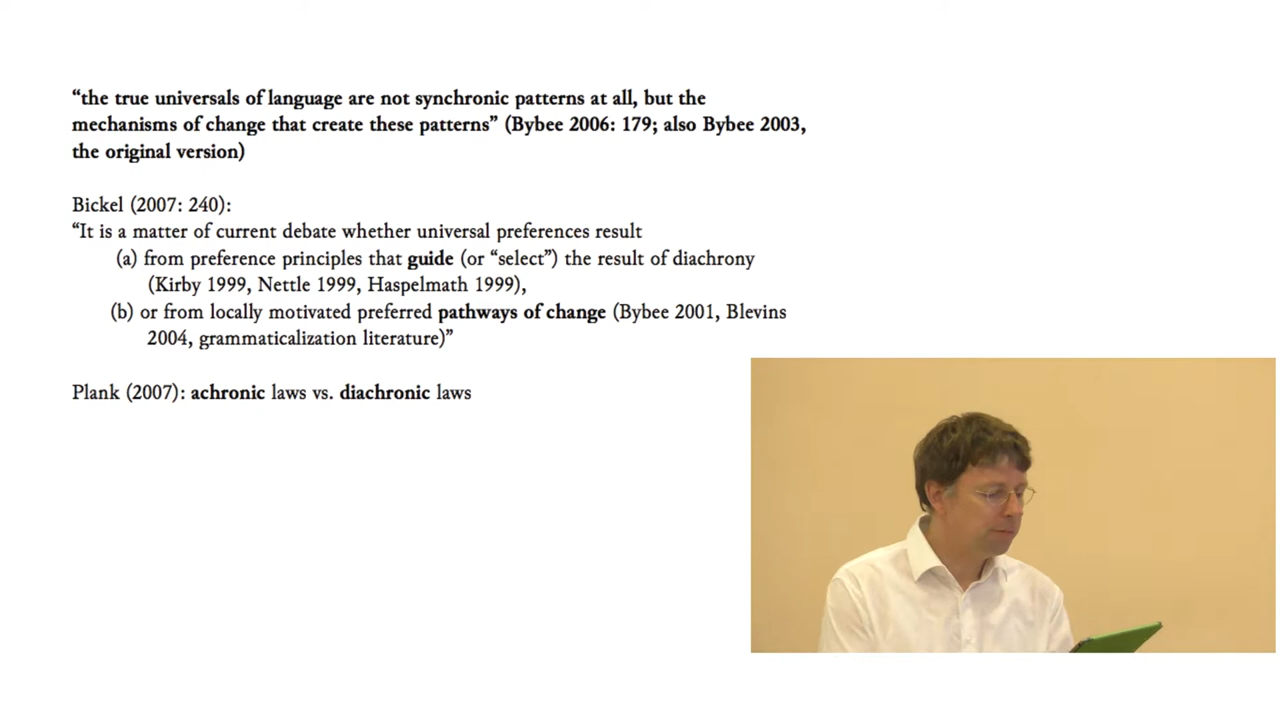 “the true universals of language are not synchronic patterns at all, but the
mechanisms of change that create these patterns” (Bybee 2006: 179; also Bybee 2003,
the original version)
Bickel (2007: 240):
“It is a matter of current debate whether universal preferences result
(a) from preference principles that guide (or “select”) the result of diachrony
(Kirby 1999, Nettle 1999, Haspelmath 1999),
(b) or from locally motivated preferred pathways of change (Bybee 2001, Blevins
2004, grammaticalization literature)”
Plank (2007): achronic laws vs. diachronic laws